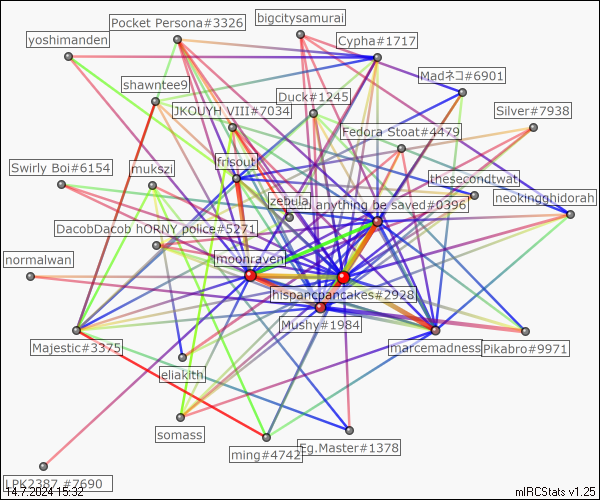 bigcitysamurai
Pocket Persona#3326
yoshimanden
Cypha#1717
Madネコ#6901
shawntee9
Duck#1245
JKOUYH VIII#7034
Silver#7938
Fedora Stoat#4479
frisout
Swirly Boi#6154
mukszi
thesecondtwat
zebula
anything be saved#0396
neokingghidorah
DacobDacob hORNY police#5271
normalwan
moonraven
hispancpancakes#2928
Mushy#1984
Majestic#3375
marcemadness
Pikabro#9971
eliakith
somass
Eg.Master#1378
ming#4742
LPK2387 #7690
14.7.2024 15:32
mIRCStats v1.25